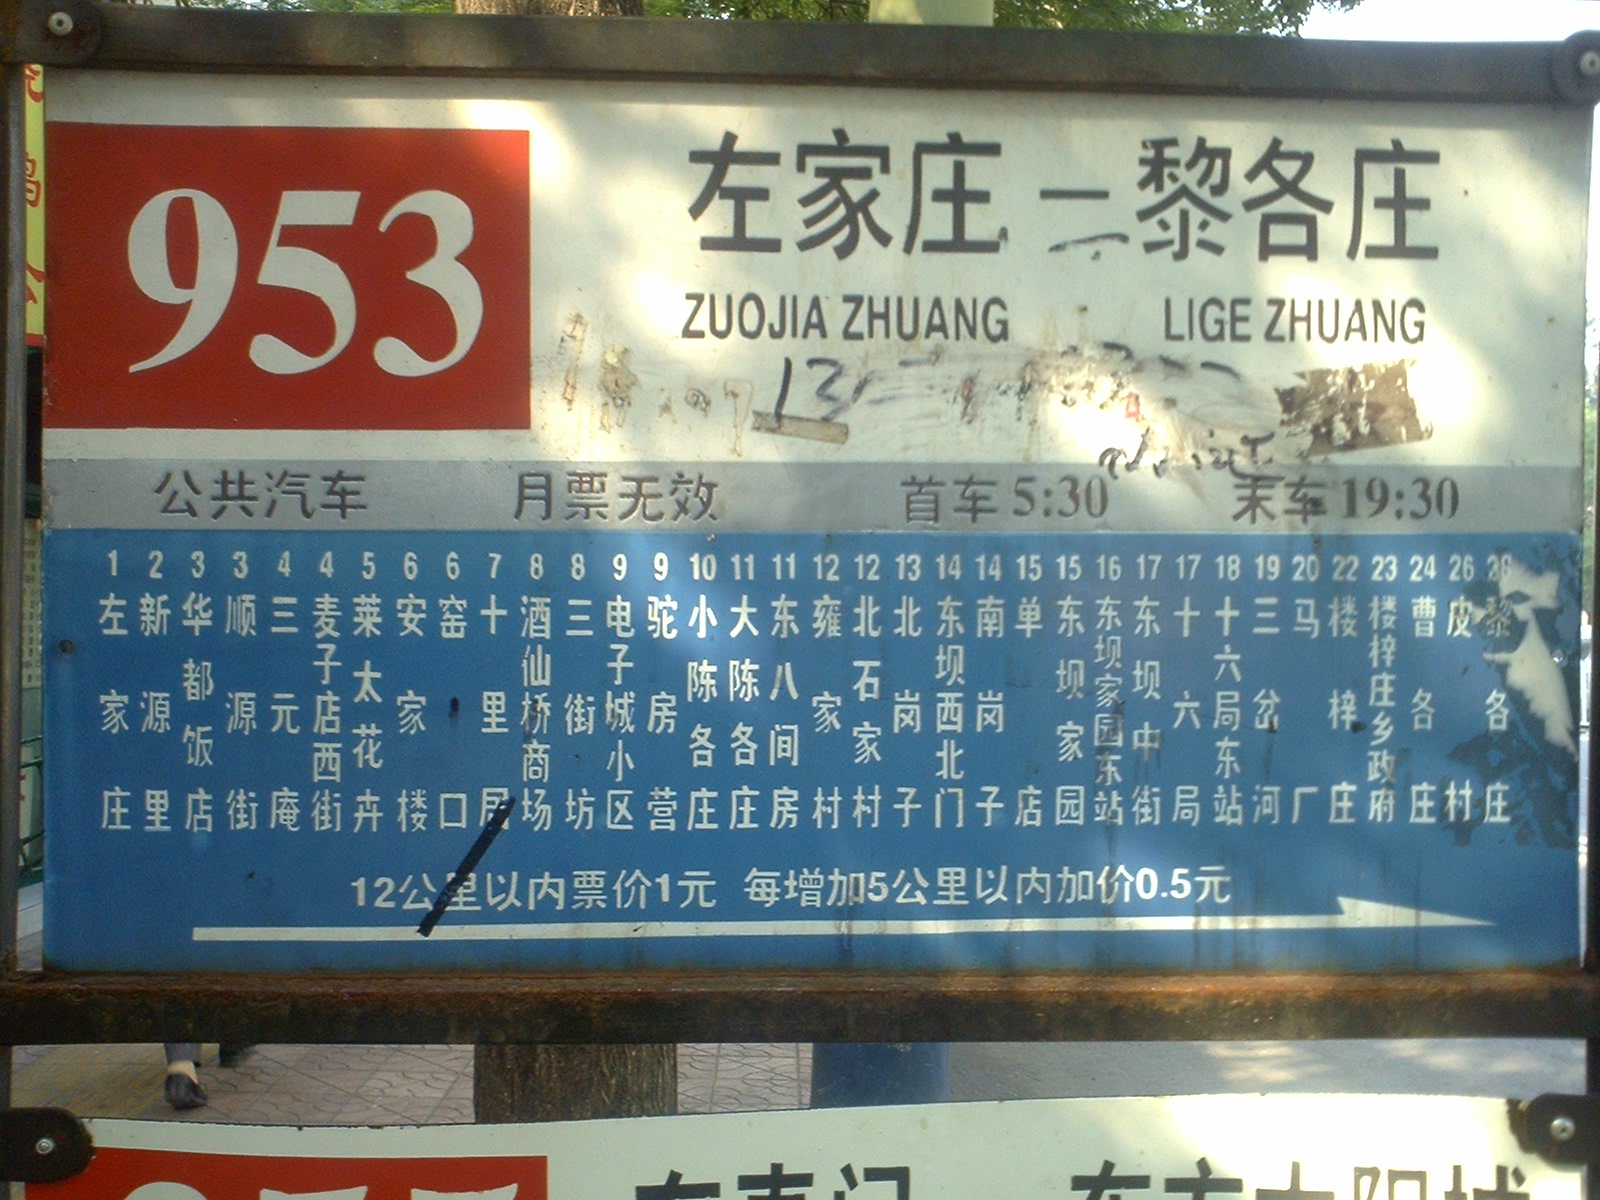 953
左家庄 — 黎各庄
ZUOJIA ZHUANG LIGE ZHUANG
13
公共汽车 月票无效 首车 5:30 末车 19:30
1 2 3 3 4 4 5 6 6 7 8 8 9 9 10 11 11 12 12 13 14 14 15 15 16 17 17 18 19 20 22 23 24 26 28
左家庄
新源里
华都饭店
顺源街
三元庵
麦子店西街
莱太花卉
安家楼
窑口
十里居
酒仙桥商场
三街坊
电子城小区
驼房营
小陈各庄
大陈各庄
东八间房
雍家村
北石家村
北岗子
东坝西北门
南岗子
单店
东坝家园
东坝家园东站
东坝中街
十六局
十六局东站
三岔河
马厂
楼梓庄
楼梓庄乡政府
曹各庄
皮村
黎各庄
12公里以内票价1元 每增加5公里以内加价0.5元